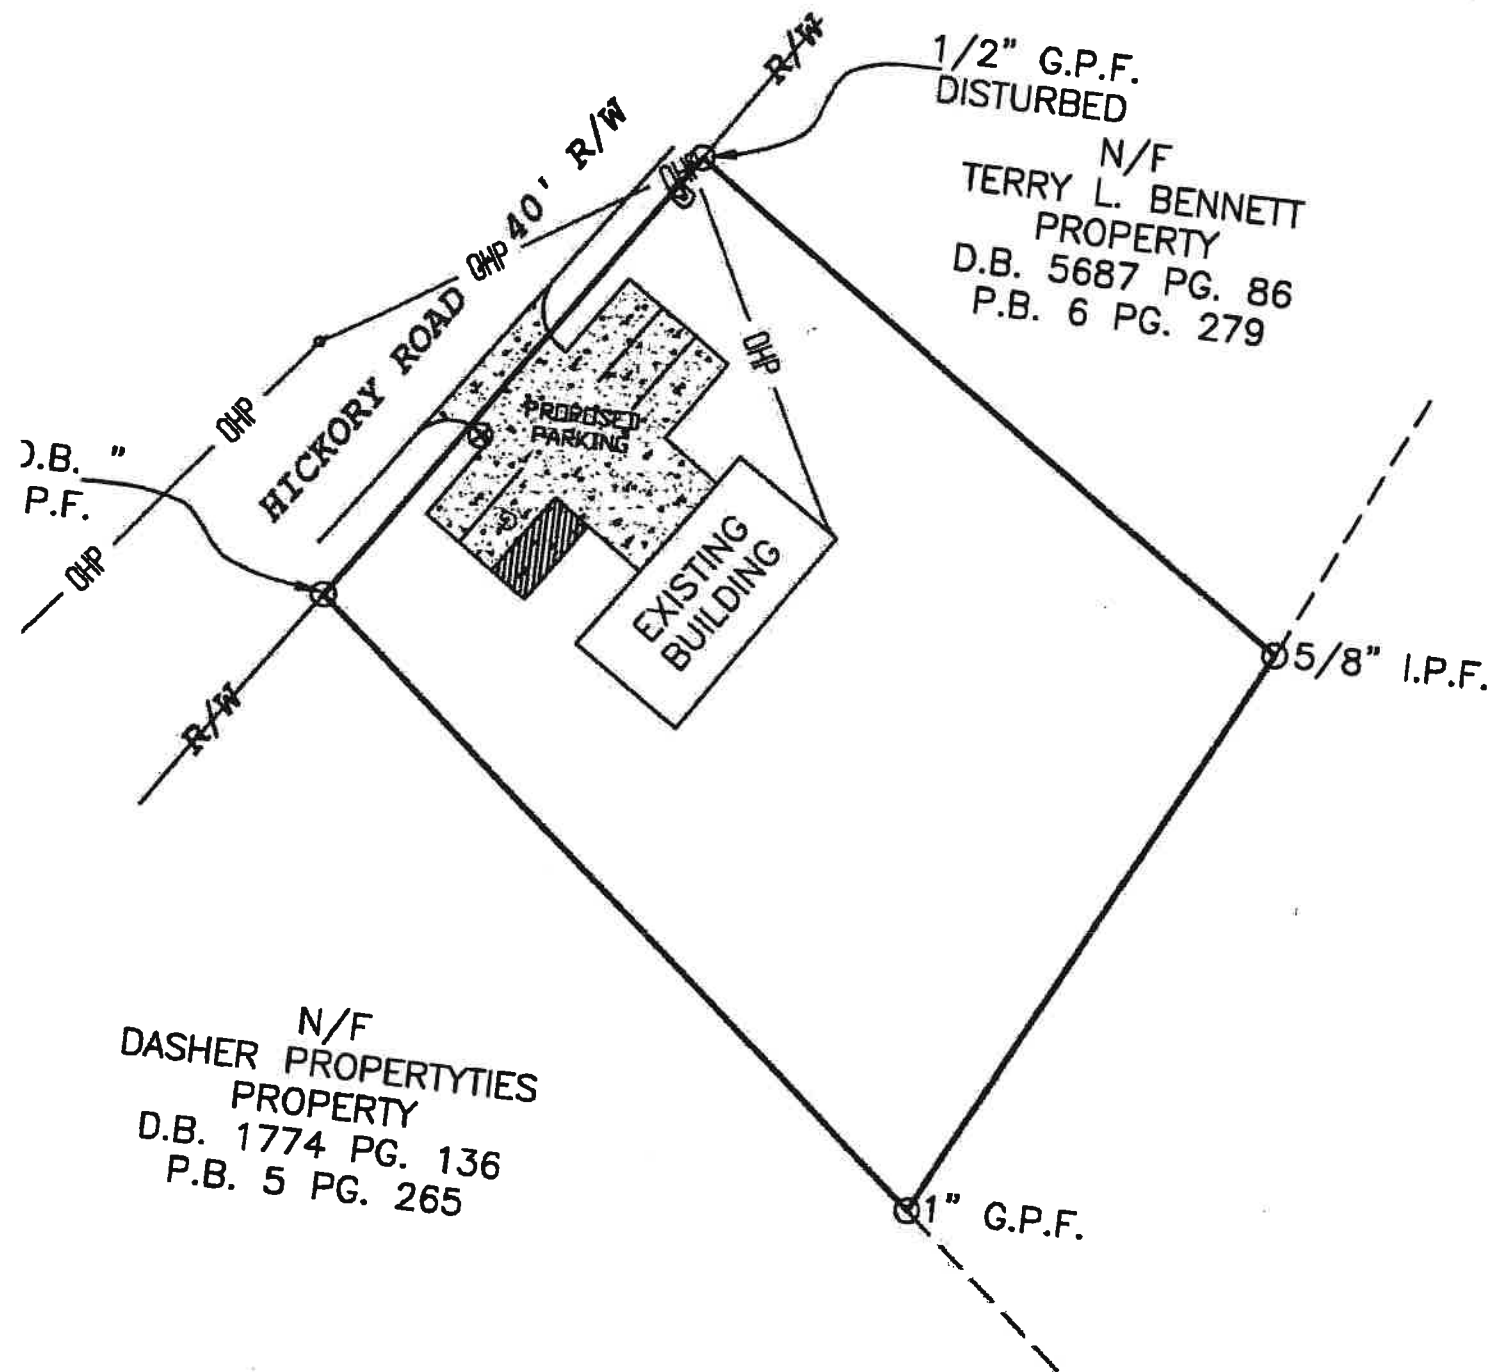 R/W
1/2" G.P.F.
DISTURBED
N/F
TERRY L. BENNETT
PROPERTY
D.B. 5687 PG. 86
P.B. 6 PG. 279
HICKORY ROAD 40' R/W
OHP
OHP
OHP
OHP
OHP
PROPOSED
PARKING
EXISTING
BUILDING
.B. "
P.F.
R/W
5/8" I.P.F.
N/F
DASHER PROPERTYTIES
PROPERTY
D.B. 1774 PG. 136
P.B. 5 PG. 265
1" G.P.F.